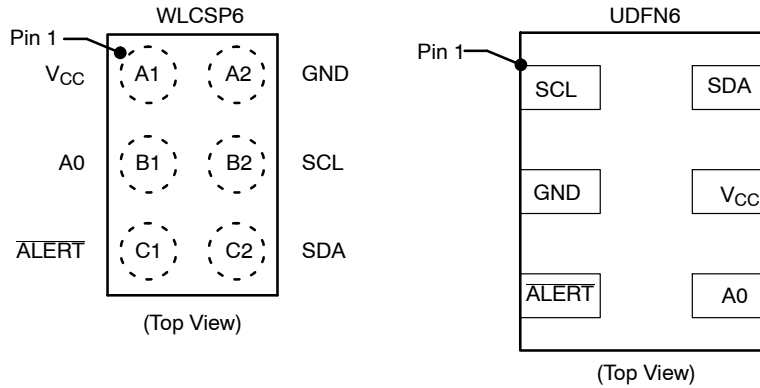 WLCSP6
Pin 1
VCC A1 A2 GND
A0 B1 B2 SCL
ALERT C1 C2 SDA
(Top View)
UDFN6
Pin 1
SCL SDA
GND VCC
ALERT A0
(Top View)